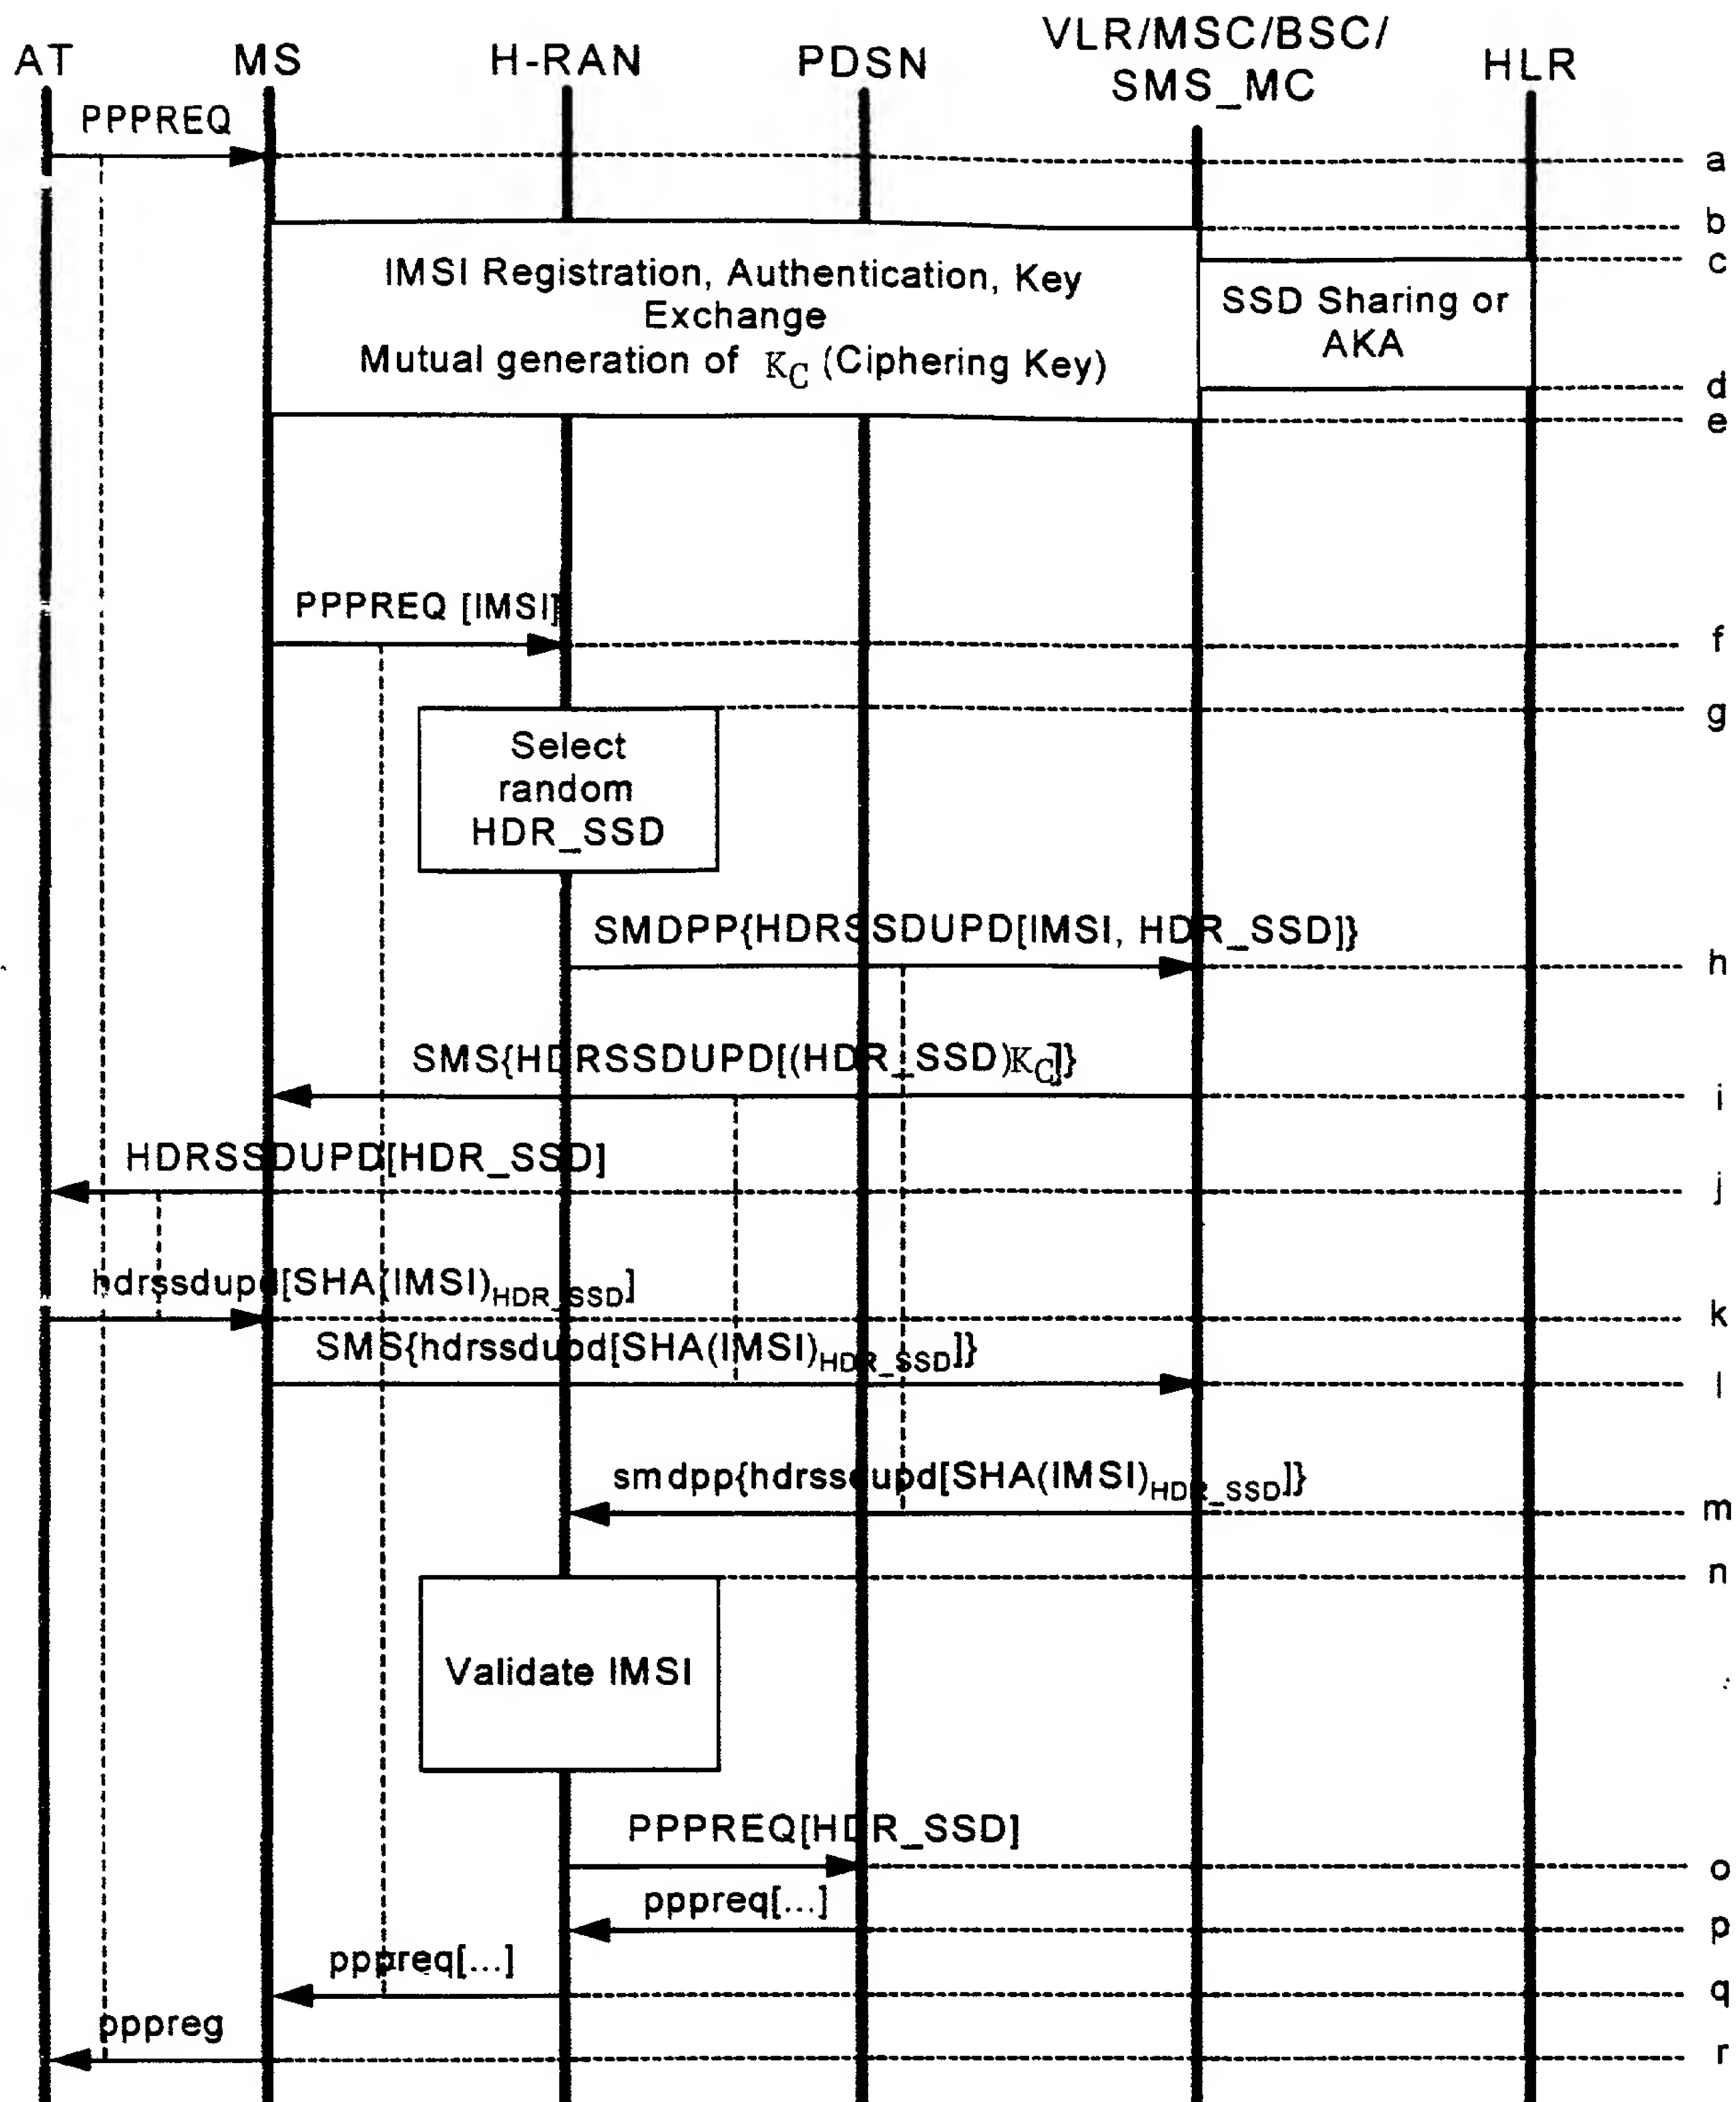 AT
MS
H-RAN
PDSN
VLR/MSC/BSC/
SMS_MC
HLR
PPPREQ
a
b
c
IMSI Registration, Authentication, Key
Exchange
Mutual generation of K_C (Ciphering Key)
SSD Sharing or
AKA
d
e
PPPREQ [IMSI]
f
g
Select
random
HDR_SSD
SMDPP{HDRSSDUPD[IMSI, HDR_SSD]}
h
SMS{HDRSSDUPD[(HDR_SSD)K_C]}
i
HDRSSDUPD[HDR_SSD]
j
hdrssdupd[SHA(IMSI)HDR_SSD]
k
SMS{hdrssdupd[SHA(IMSI)HDR_SSD]}
l
smdpp{hdrssdupd[SHA(IMSI)HDR_SSD]}
m
n
Validate IMSI
PPPREQ[HDR_SSD]
o
pppreq[...]
p
pppreq[...]
q
pppreg
r